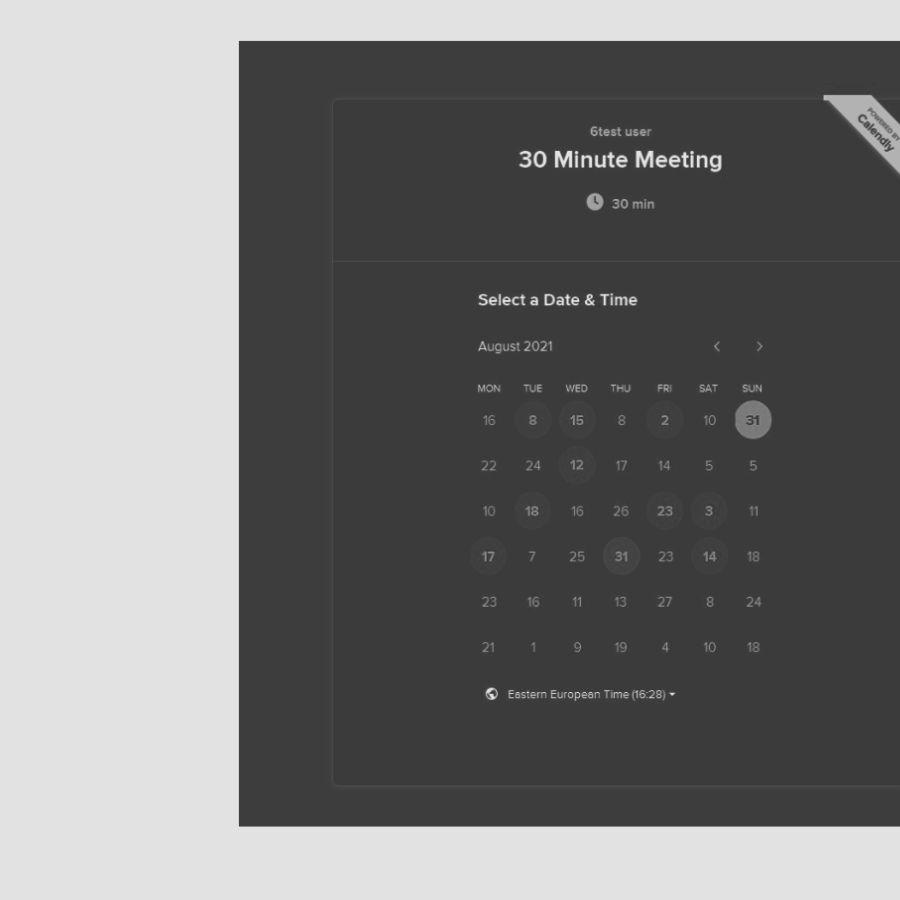 POWERED BY
Calendly
6test user
30 Minute Meeting
30 min
Select a Date & Time
August 2021
MON TUE WED THU FRI SAT SUN
16 8 15 8 2 10 31
22 24 12 17 14 5 5
10 18 16 26 23 3 11
17 7 25 31 23 14 18
23 16 11 13 27 8 24
21 1 9 19 4 10 18
Eastern European Time (16:28)